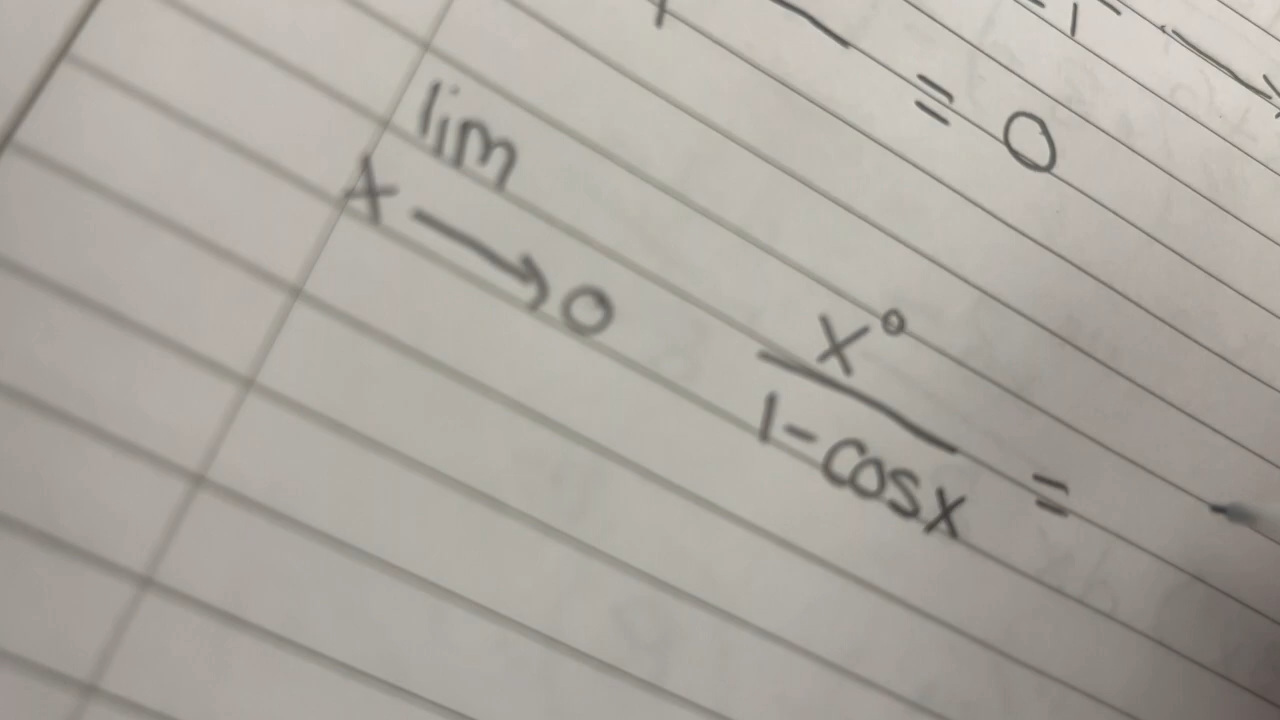 = 0
lim
x → 0
x°
1 - cosx
=